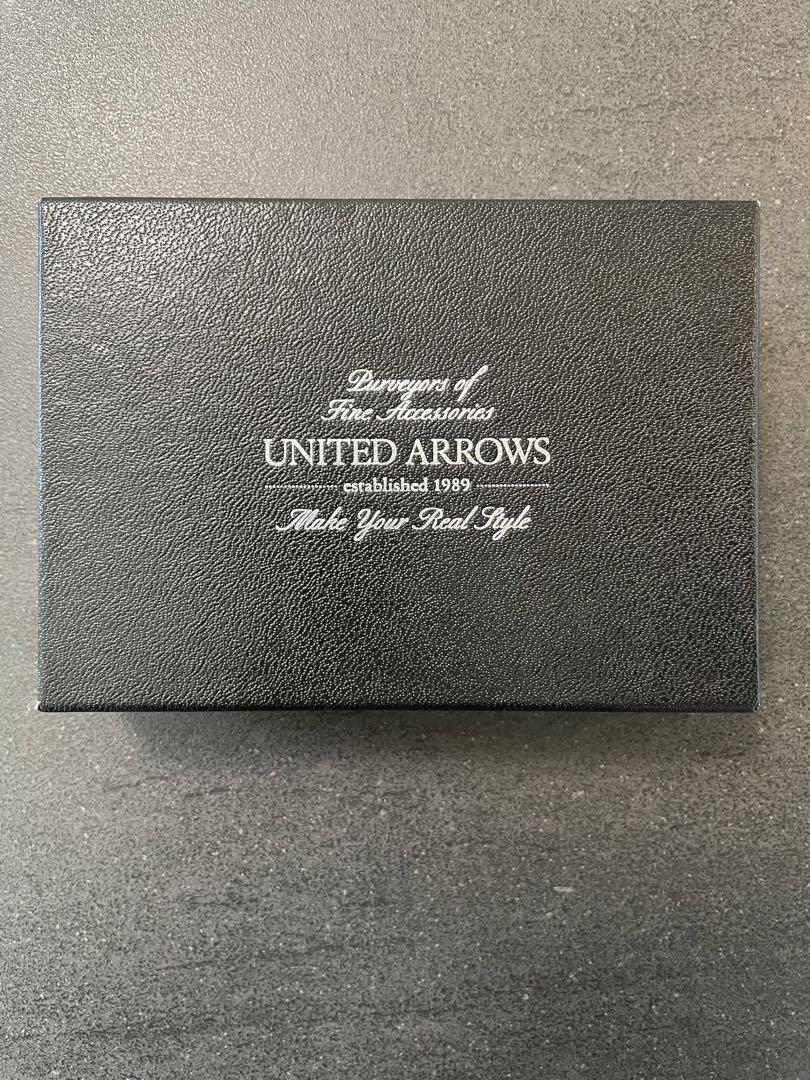 Purveyors of
Fine Accessories
UNITED ARROWS
established 1989
Make Your Real Style